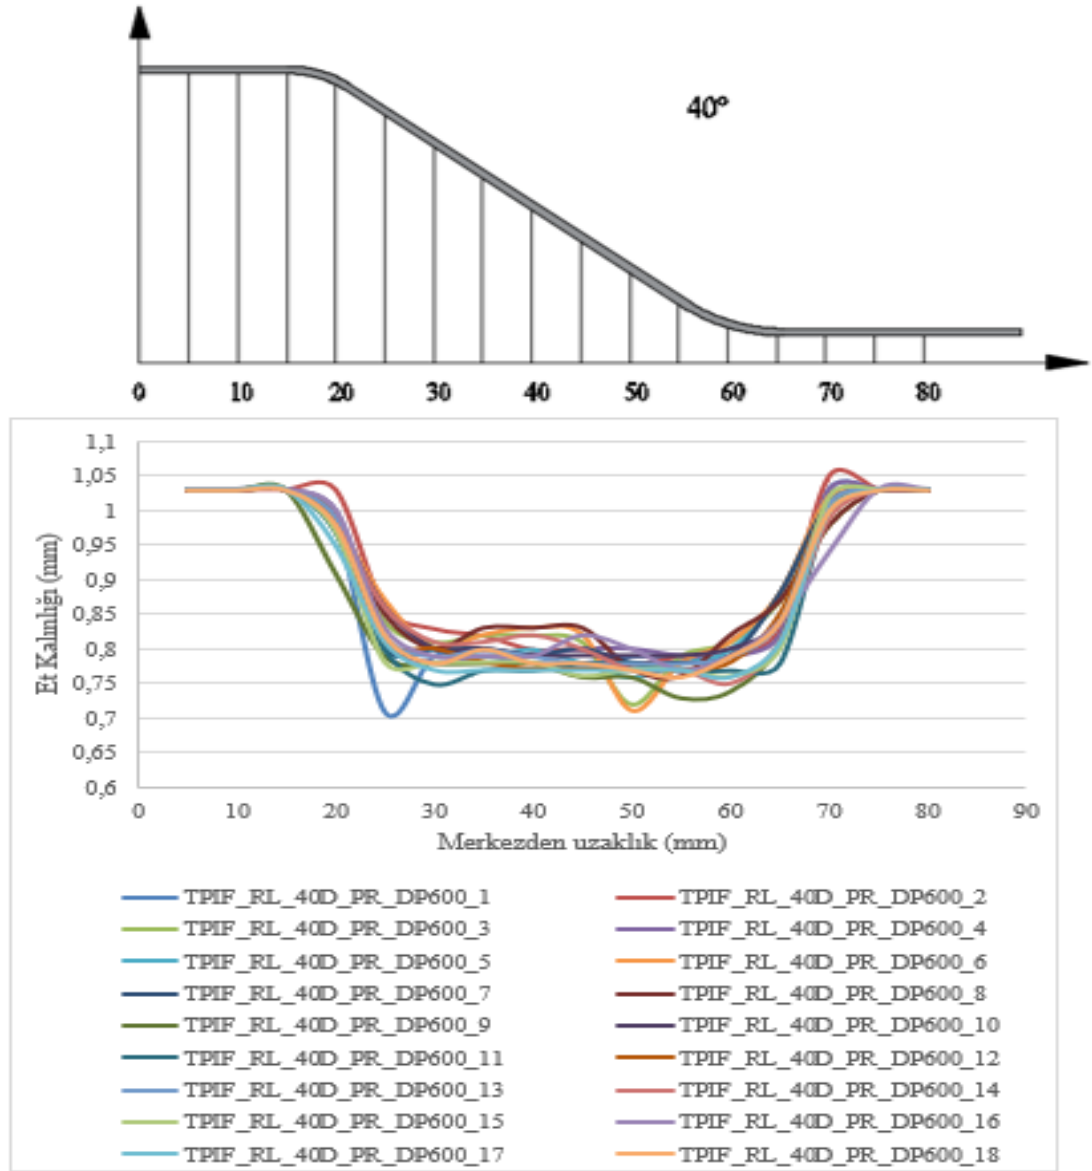 40°
0 10 20 30 40 50 60 70 80
1,1
1,05
1
0,95
0,9
0,85
0,8
0,75
0,7
0,65
0,6
Et Kalınlığı (mm)
0 10 20 30 40 50 60 70 80 90
Merkezden uzaklık (mm)
TPIF_RL_40D_PR_DP600_1 TPIF_RL_40D_PR_DP600_2
TPIF_RL_40D_PR_DP600_3 TPIF_RL_40D_PR_DP600_4
TPIF_RL_40D_PR_DP600_5 TPIF_RL_40D_PR_DP600_6
TPIF_RL_40D_PR_DP600_7 TPIF_RL_40D_PR_DP600_8
TPIF_RL_40D_PR_DP600_9 TPIF_RL_40D_PR_DP600_10
TPIF_RL_40D_PR_DP600_11 TPIF_RL_40D_PR_DP600_12
TPIF_RL_40D_PR_DP600_13 TPIF_RL_40D_PR_DP600_14
TPIF_RL_40D_PR_DP600_15 TPIF_RL_40D_PR_DP600_16
TPIF_RL_40D_PR_DP600_17 TPIF_RL_40D_PR_DP600_18